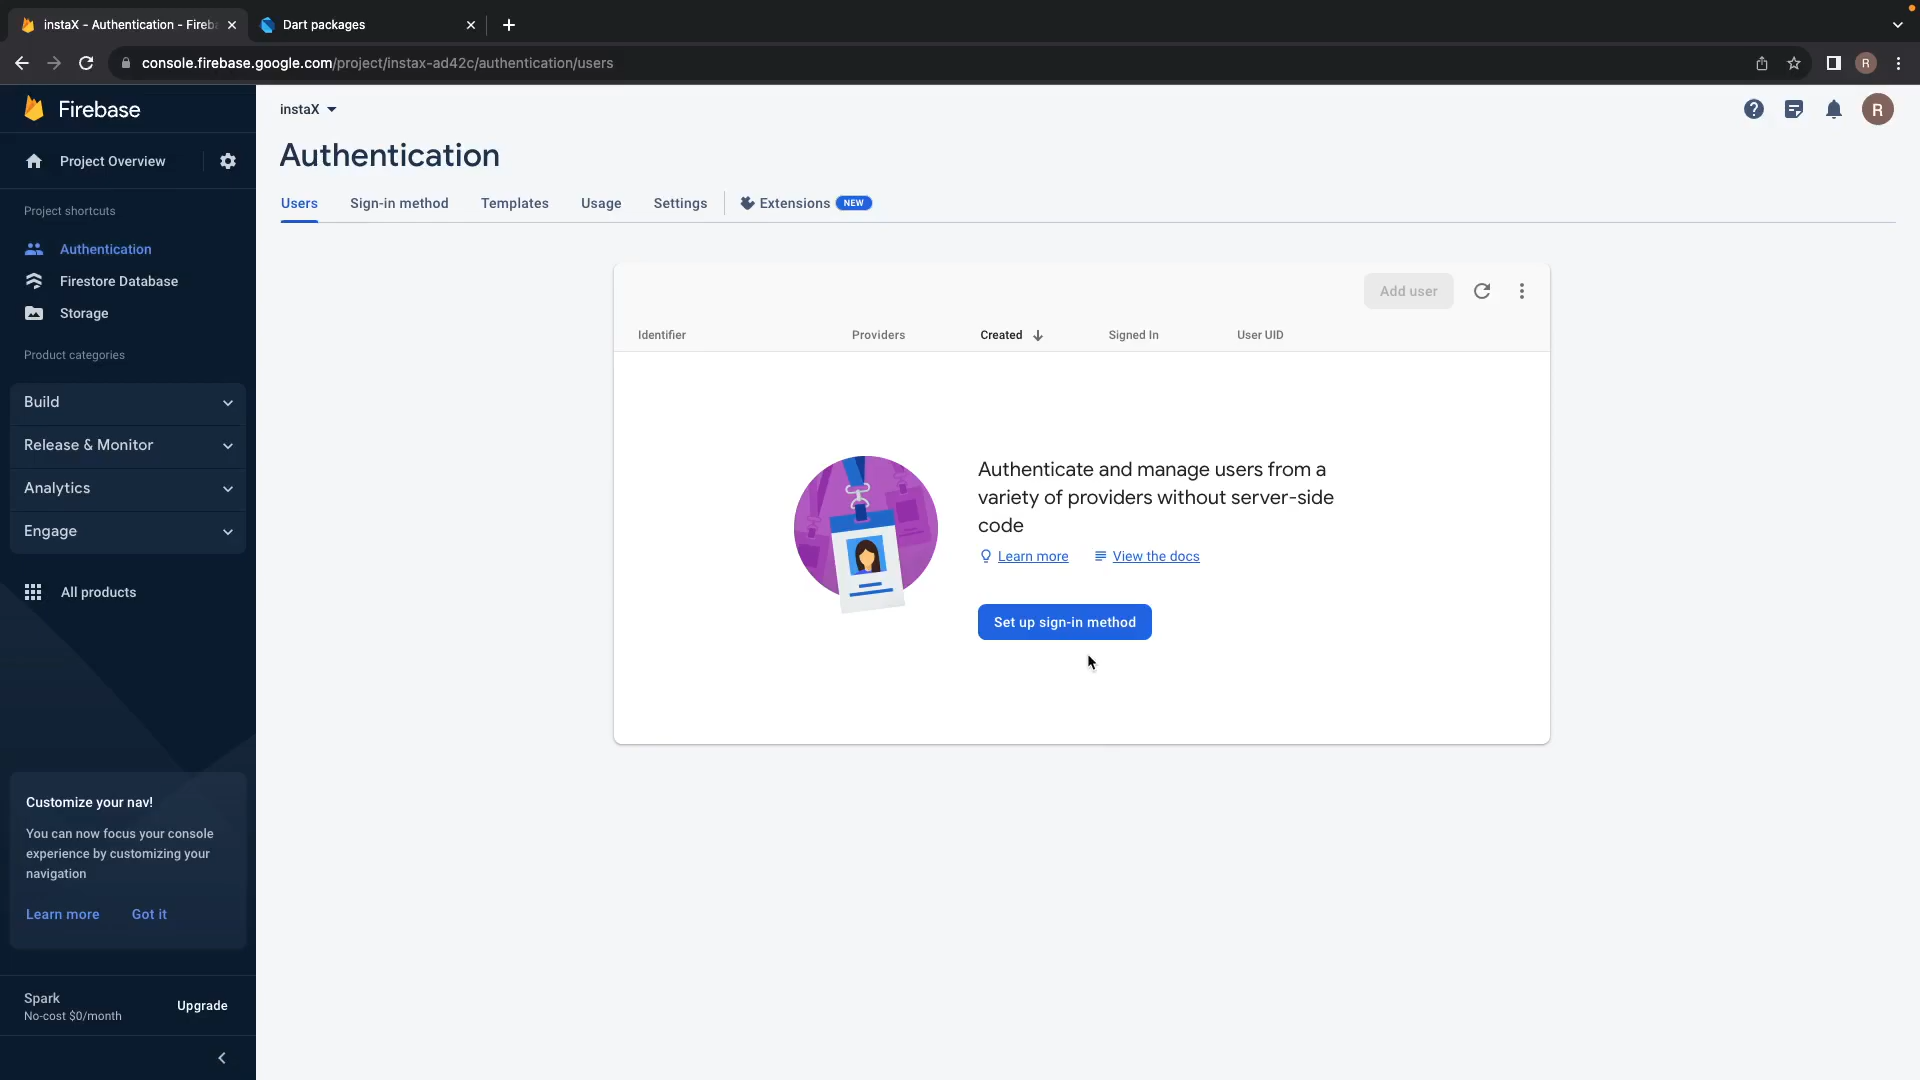 instaX - Authentication - Fireb
Dart packages
console.firebase.google.com/project/instax-ad42c/authentication/users
R
Firebase
instaX
R
Project Overview
Authentication
Users
Sign-in method
Templates
Usage
Settings
Extensions
NEW
Project shortcuts
Authentication
Firestore Database
Storage
Product categories
Build
Release & Monitor
Analytics
Engage
All products
Add user
Identifier
Providers
Created
Signed In
User UID
Authenticate and manage users from a
variety of providers without server-side
code
Learn more
View the docs
Set up sign-in method
Customize your nav!
You can now focus your console
experience by customizing your
navigation
Learn more
Got it
Spark
No-cost $0/month
Upgrade